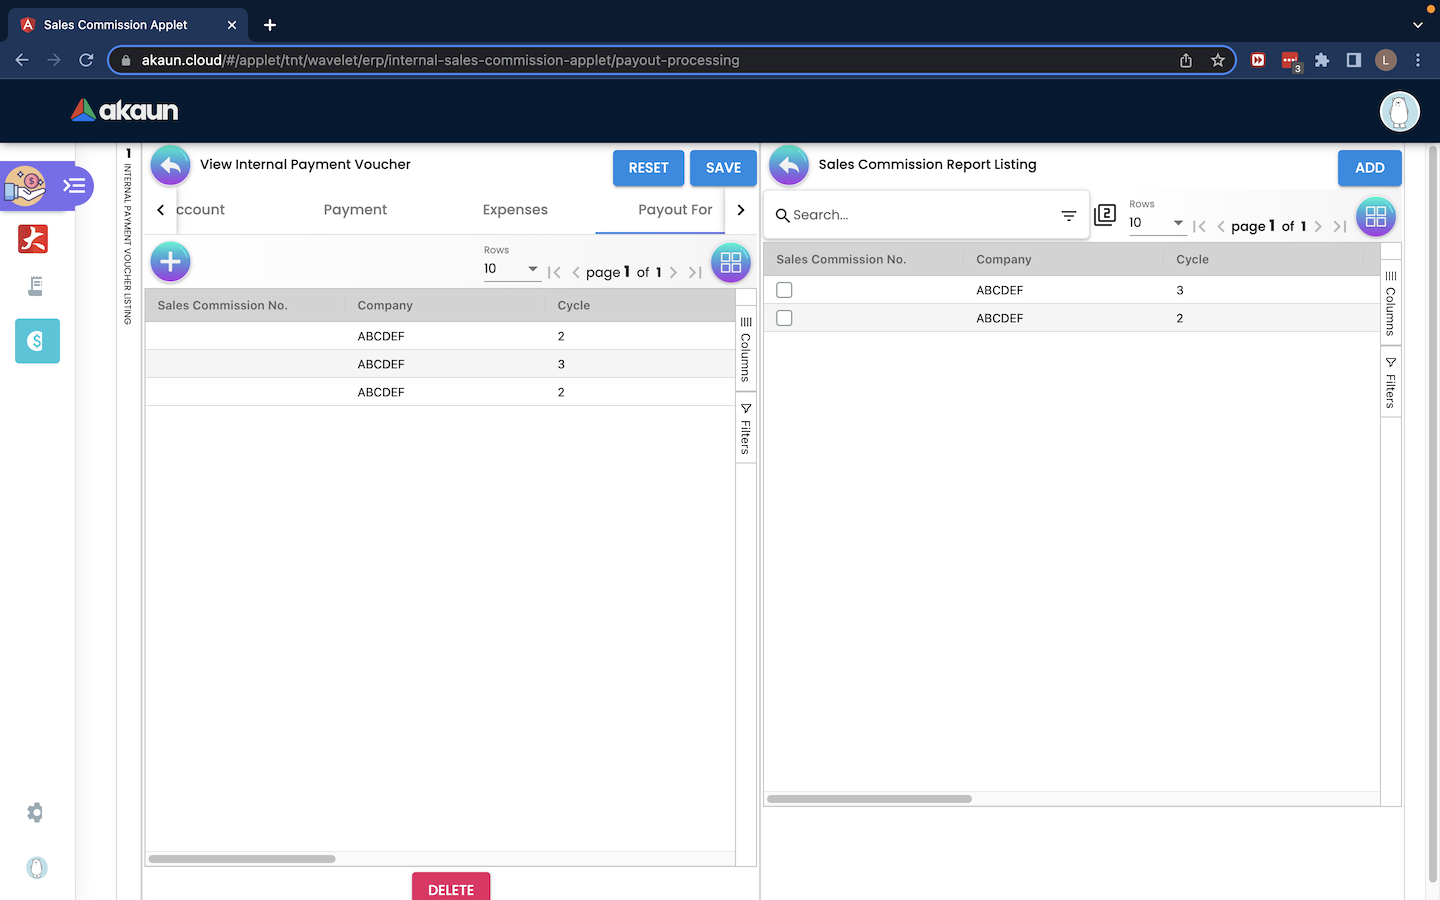 Sales Commission Applet
akaun.cloud/#/applet/tnt/wavelet/erp/internal-sales-commission-applet/payout-processing
3
L
akaun
1 INTERNAL PAYMENT VOUCHER LISTING
View Internal Payment Voucher
RESET
SAVE
ccount
Payment
Expenses
Payout For
Rows
10
page 1 of 1
Sales Commission No.
Company
Cycle
ABCDEF
2
ABCDEF
3
ABCDEF
2
Columns
Filters
DELETE
Sales Commission Report Listing
ADD
Search...
2
Rows
10
page 1 of 1
Sales Commission No.
Company
Cycle
ABCDEF
3
ABCDEF
2
Columns
Filters